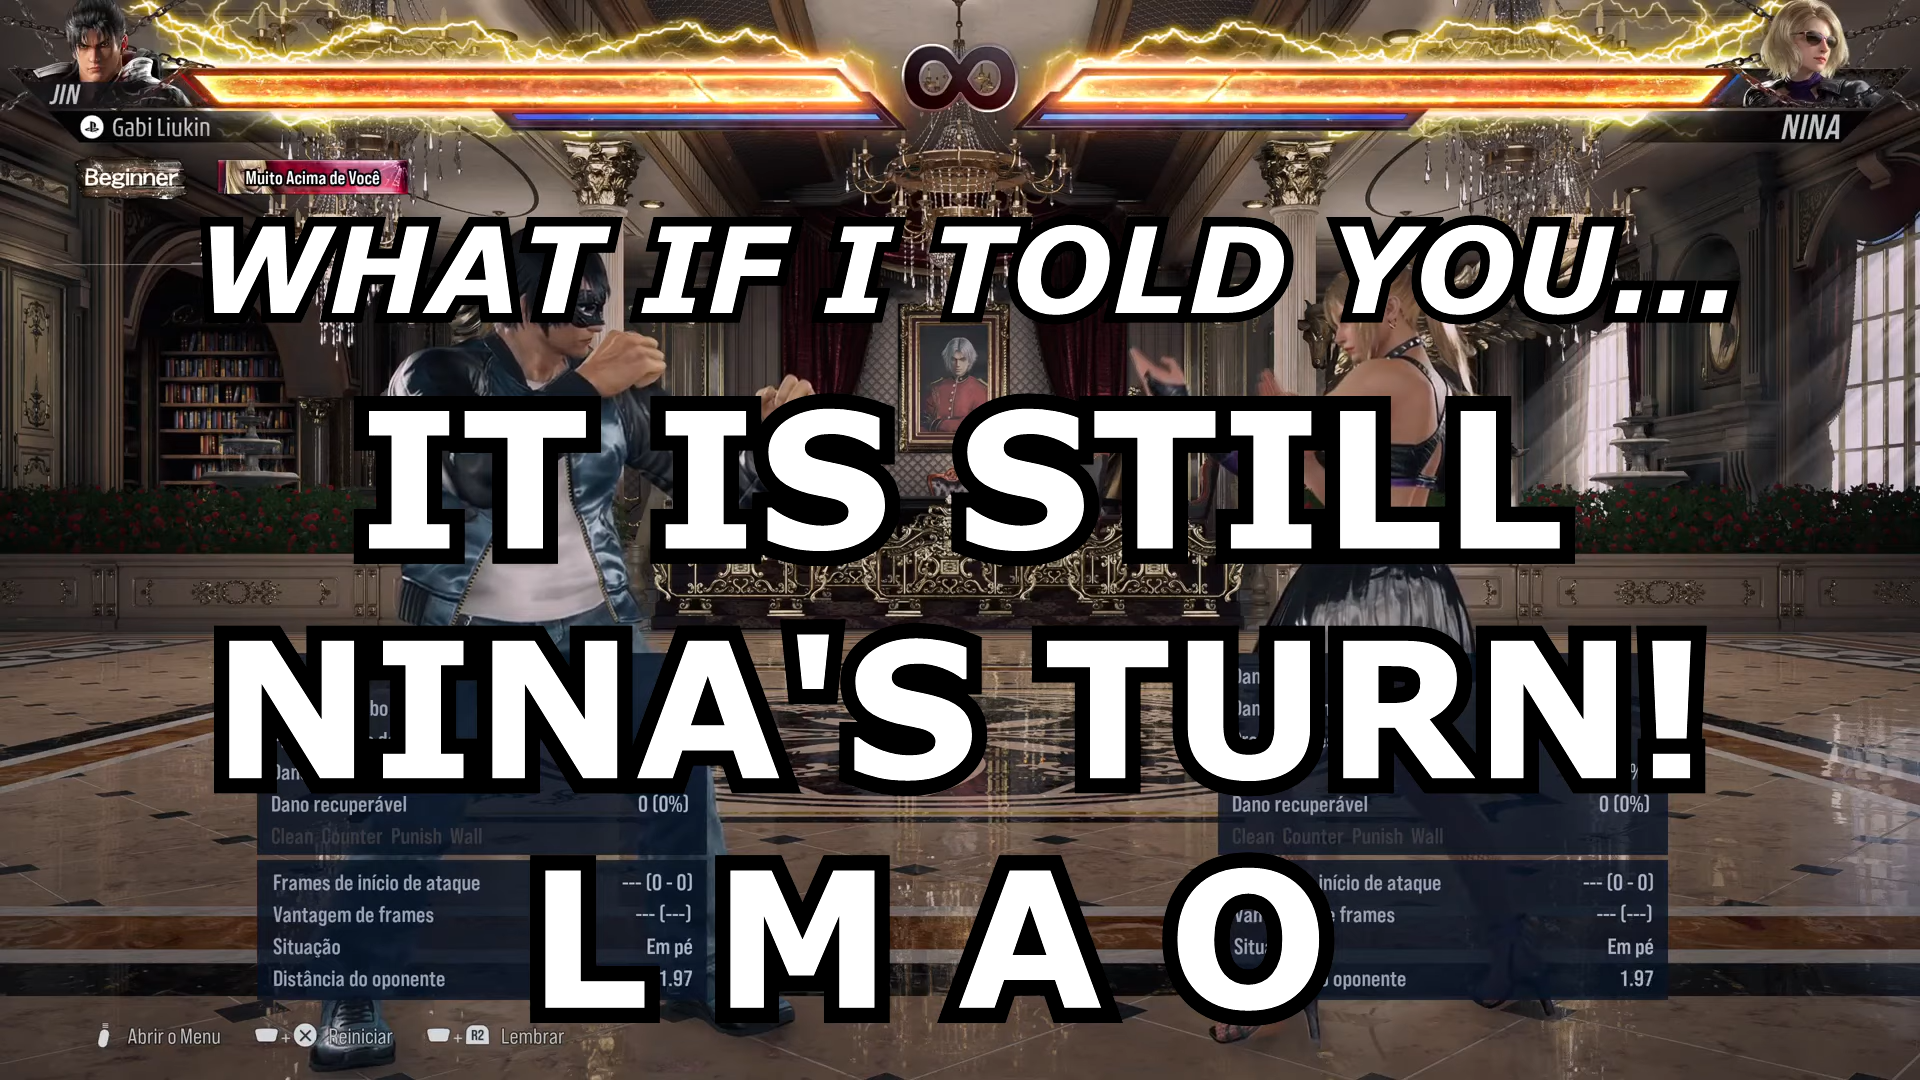 JIN
Gabi Liukin
NINA
Beginner
Muito Acima de Você
WHAT IF I TOLD YOU...
IT IS STILL
NINA'S TURN!
L M A O
Dano recuperável 0 (0%)
Clean Counter Punish Wall
Frames de início de ataque --- (0 - 0)
Vantagem de frames --- (---)
Situação Em pé
Distância do oponente 1.97
Dano recuperável 0 (0%)
Clean Counter Punish Wall
início de ataque --- (0 - 0)
frames --- (---)
Em pé
oponente 1.97
Abrir o Menu
+ Reiniciar
+ R2 Lembrar